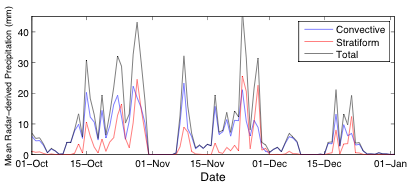 Mean Radar-derived Precipitation (mm)
40
30
20
10
0
Convective
Stratiform
Total
01-Oct 15-Oct 01-Nov 15-Nov 01-Dec 15-Dec 01-Jan
Date